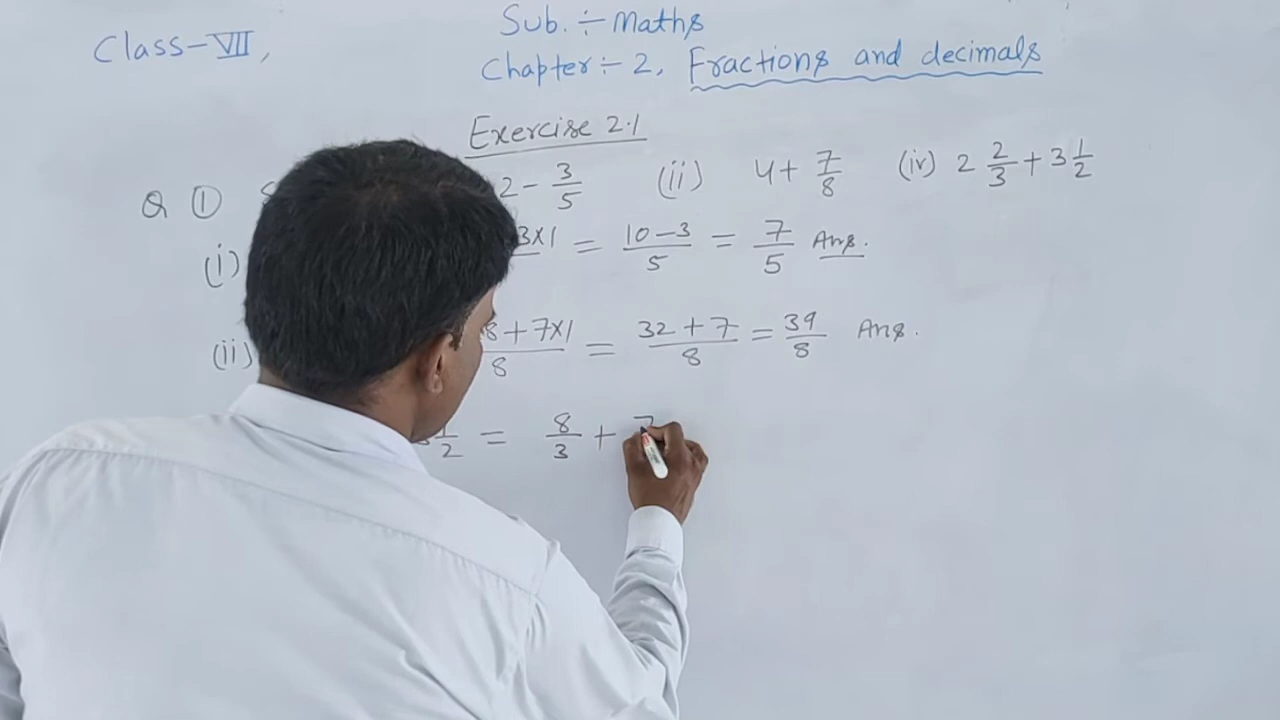 Class-VII,
Sub. ÷ Maths
Chapter ÷ 2, Fractions and decimals
Exercise 2.1
Q ① 2 - 3/5 (ii) 4 + 7/8 (iv) 2 2/3 + 3 1/2
(i) 3×1 = 10-3/5 = 7/5 Ans.
(ii) 8+7×1/8 = 32+7/8 = 39/8 Ans.
1/2 = 8/3 + 7